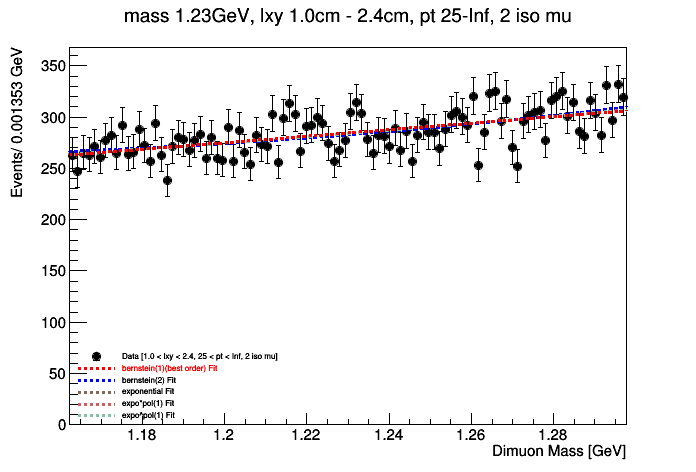 mass 1.23GeV, lxy 1.0cm - 2.4cm, pt 25-Inf, 2 iso mu
Events/ 0.001353 GeV
350
300
250
200
150
100
50
0
Data [1.0 < lxy < 2.4, 25 < pt < Inf, 2 iso mu]
bernstein(1)(best order) Fit
bernstein(2) Fit
exponential Fit
expo*pol(1) Fit
expo*pol(1) Fit
1.18 1.2 1.22 1.24 1.26 1.28
Dimuon Mass [GeV]